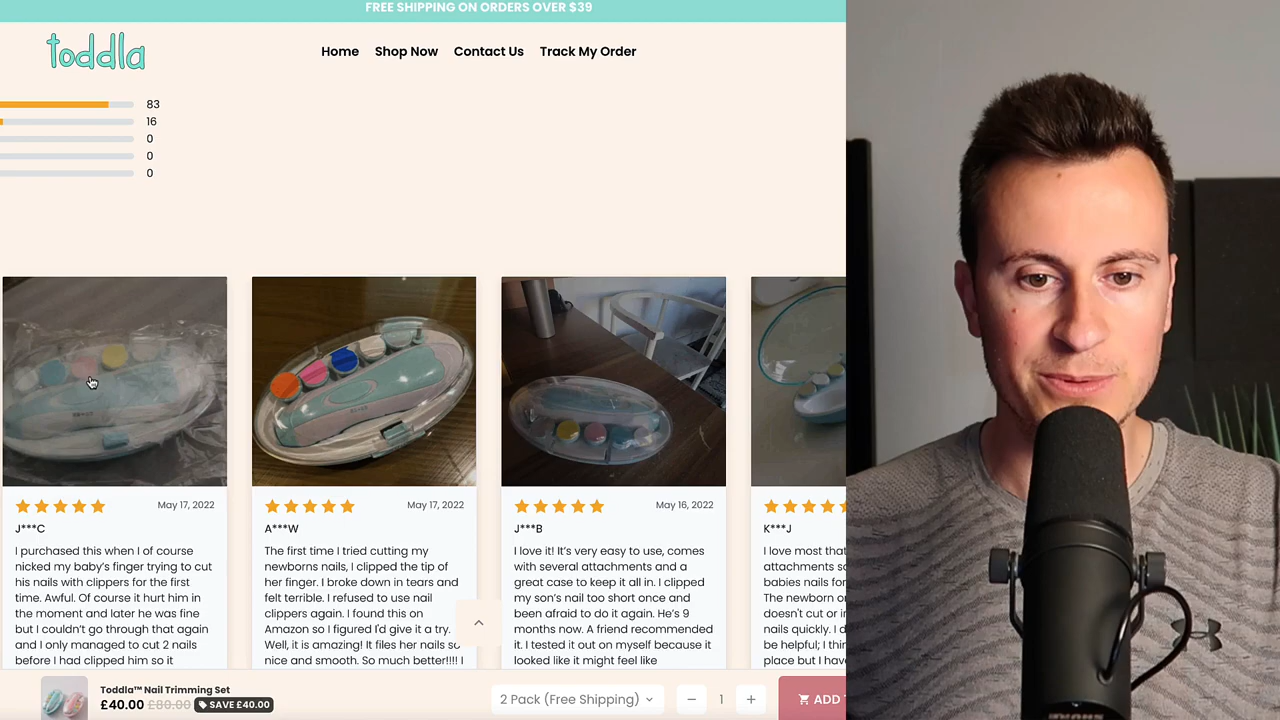 FREE SHIPPING ON ORDERS OVER $39
toddla
Home Shop Now Contact Us Track My Order
83
16
0
0
0
May 17, 2022
J***C
I purchased this when I of course
nicked my baby’s finger trying to cut
his nails with clippers for the first
time. Awful. Of course it hurt him in
the moment and later he was fine
but I couldn’t go through that again
and I only managed to cut 2 nails
before I had clipped him so it
May 17, 2022
A***W
The first time I tried cutting my
newborns nails, I clipped the tip of
her finger. I broke down in tears and
felt terrible. I refused to use nail
clippers again. I found this on
Amazon so I figured I’d give it a try.
Well, it is amazing! It files her nails so
nice and smooth. So much better!!!! I
May 16, 2022
J***B
I love it! It’s very easy to use, comes
with several attachments and a
great case to keep it all in. I clipped
my son’s nail too short once and
been afraid to do it again. He’s 9
months now. A friend recommended
it. I tested it out on myself because it
looked like it might feel like
K***J
I love most that
attachments
babies nails for
The newborn
doesn't cut or
nails quickly. I
be helpful; I
place but I
Toddla™ Nail Trimming Set
£40.00 £80.00 SAVE £40.00
2 Pack (Free Shipping)
1
ADD